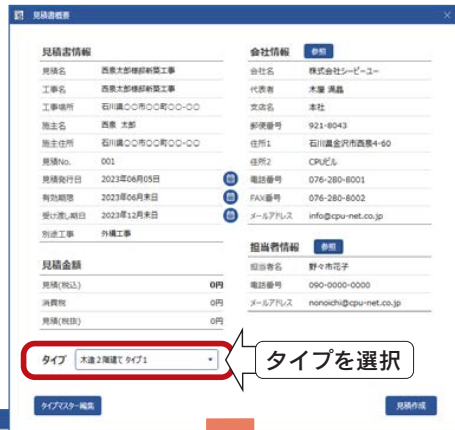 見積書概要
見積書情報
見積名 西泉太郎様邸新築工事
工事名 西泉太郎様邸新築工事
工事場所 石川県〇〇市〇〇町〇〇-〇〇
施主名 西泉 太郎
施主住所 石川県〇〇市〇〇町〇〇-〇〇
見積No. 001
見積発行日 2023年06月05日
有効期限 2023年06月末日
受け渡し期日 2023年12月末日
別途工事 外構工事
見積金額
見積(税込) 0円
消費税 0円
見積(税抜) 0円
会社情報 参照
会社名 株式会社シーピーユー
代表者 木屋 満晶
支店名 本社
郵便番号 921-8043
住所1 石川県金沢市西泉4-60
住所2 CPUビル
電話番号 076-280-8001
FAX番号 076-280-8002
メールアドレス info@cpu-net.co.jp
担当者情報 参照
担当者名 野々市花子
電話番号 090-0000-0000
メールアドレス nonoichi@cpu-net.co.jp
タイプ 木造2階建て タイプ1
タイプを選択
タイプマスター編集
見積作成